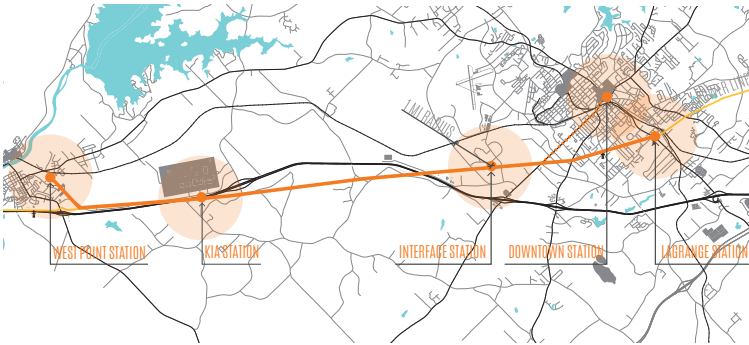 WEST POINT STATION
KIA STATION
INTERFACE STATION
DOWNTOWN STATION
LAGRANGE STATION